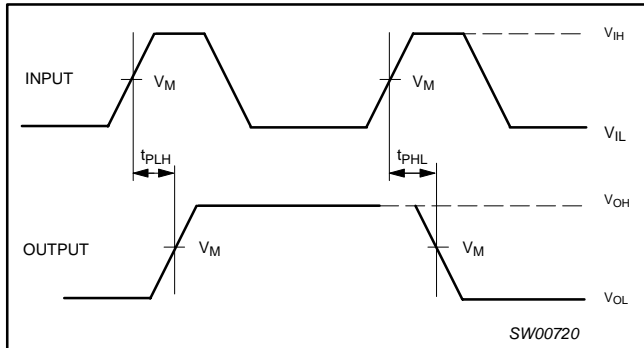 V_IH
INPUT
V_M
V_M
V_IL
t_PLH
t_PHL
V_OH
OUTPUT
V_M
V_M
V_OL
SW00720